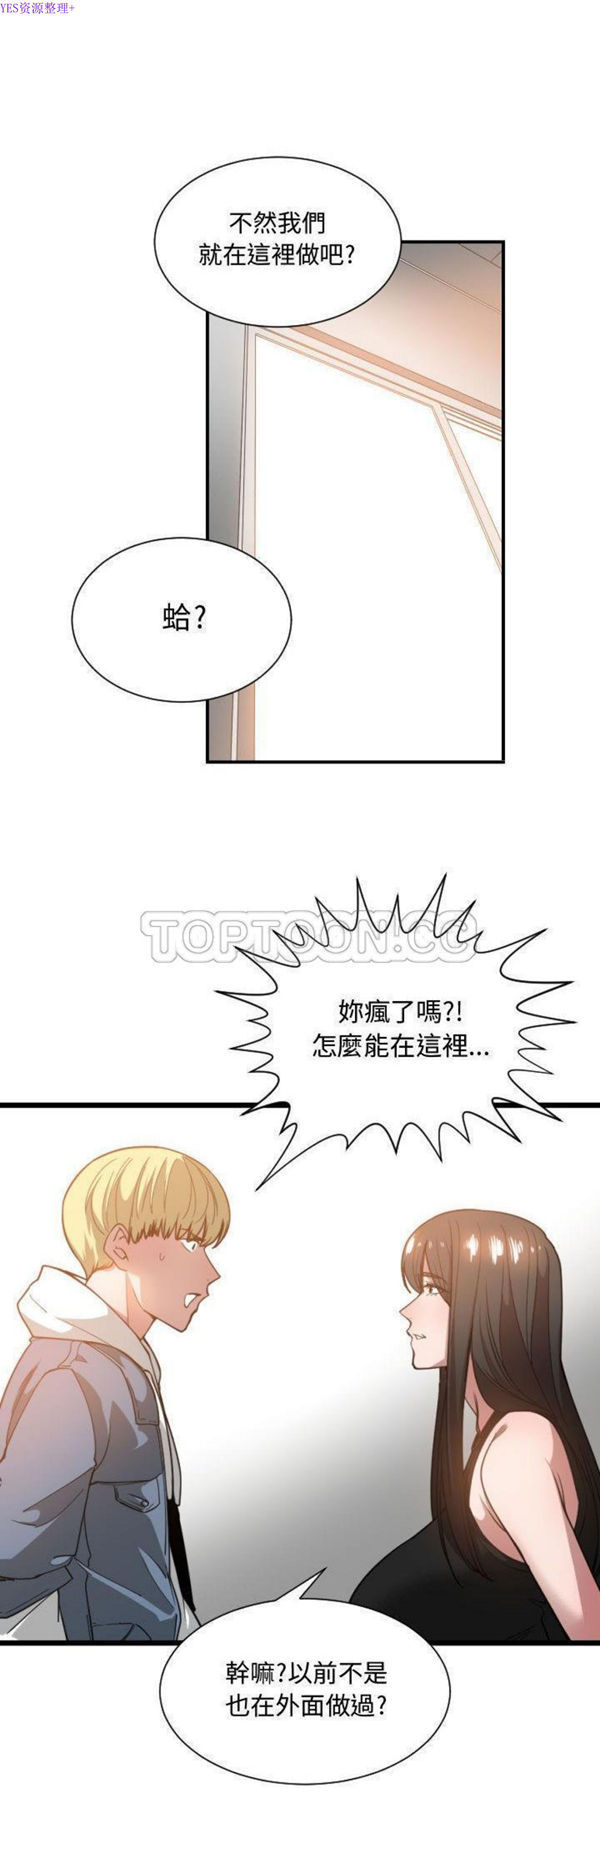 YES资源整理+
不然我們
就在這裡做吧?
蛤?
TOPTOON.CC
妳瘋了嗎?!
怎麼能在這裡...
幹嘛?以前不是
也在外面做過?